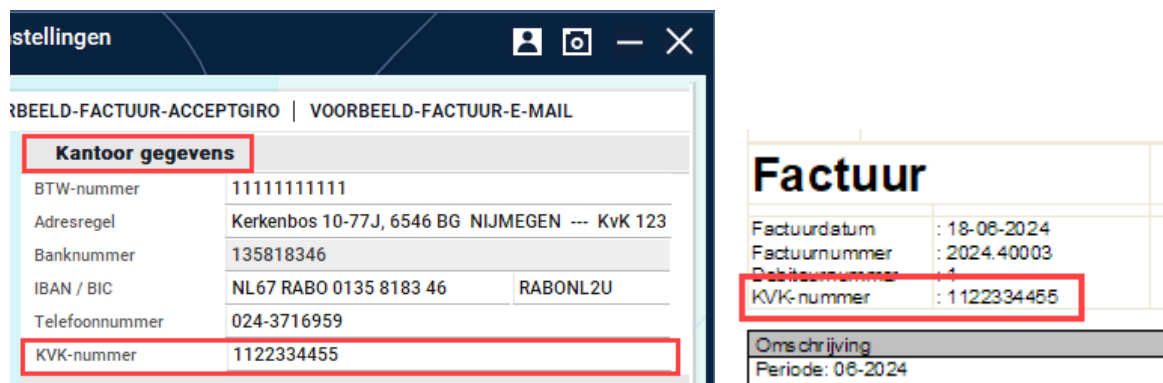 stellingen
RBEELD-FACTUUR-ACCEPTGIRO | VOORBEELD-FACTUUR-E-MAIL
Kantoor gegevens
BTW-nummer 11111111111
Adresregel Kerkenbos 10-77J, 6546 BG NIJMEGEN --- KvK 123
Banknummer 135818346
IBAN / BIC NL67 RABO 0135 8183 46 RABONL2U
Telefoonnummer 024-3716959
KVK-nummer 1122334455
Factuur
Factuurdatum : 18-06-2024
Factuurnummer : 2024.40003
Debiteurnummer : 1
KVK-nummer : 1122334455
Omschrijving
Periode: 06-2024